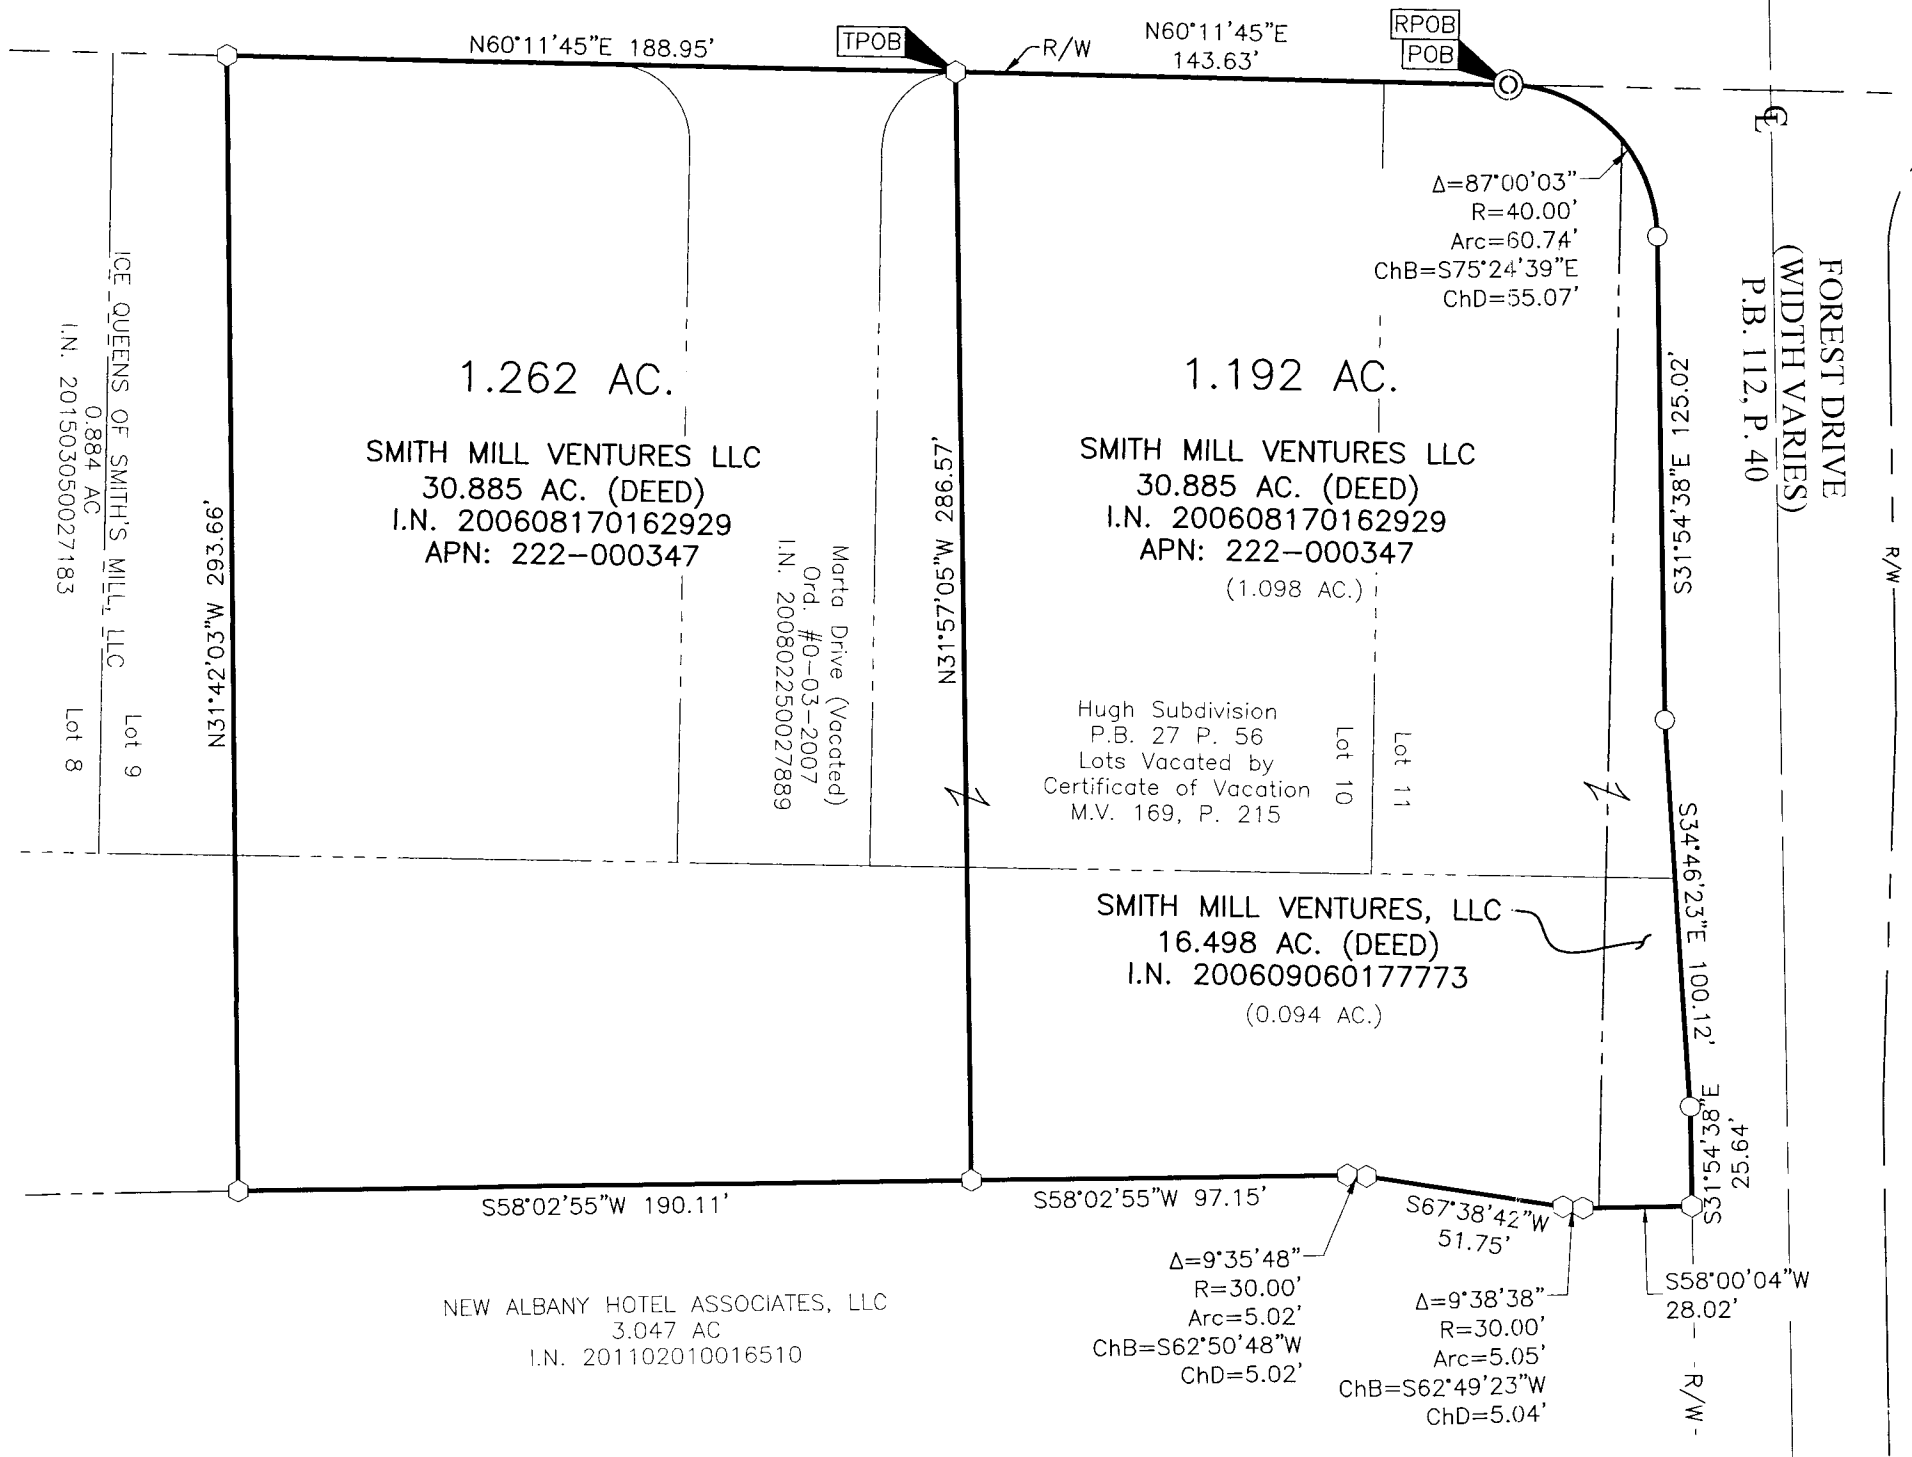 N60°11'45"E 188.95'
TPOB
R/W
N60°11'45"E
143.63'
RPOB
POB
℄
Δ=87°00'03"
R=40.00'
Arc=60.74'
ChB=S75°24'39"E
ChD=55.07'
FOREST DRIVE
(WIDTH VARIES)
P.B. 112, P. 40
R/W
S31°54'38"E 125.02'
1.262 AC.
SMITH MILL VENTURES LLC
30.885 AC. (DEED)
I.N. 200608170162929
APN: 222-000347
1.192 AC.
SMITH MILL VENTURES LLC
30.885 AC. (DEED)
I.N. 200608170162929
APN: 222-000347
(1.098 AC.)
ICE QUEENS OF SMITH'S MILL, LLC
0.884 AC
I.N. 201503050027183
Lot 9
Lot 8
N31°42'03"W 293.66'
Marta Drive (Vacated)
Ord. #0-03-2007
I.N. 200802250027889
N31°57'05"W 286.57'
Hugh Subdivision
P.B. 27 P. 56
Lots Vacated by
Certificate of Vacation
M.V. 169, P. 215
Lot 10
Lot 11
S34°46'23"E 100.12'
SMITH MILL VENTURES, LLC
16.498 AC. (DEED)
I.N. 200609060177773
(0.094 AC.)
S31°54'38"E
25.64'
S58°02'55"W 190.11'
S58°02'55"W 97.15'
S67°38'42"W
51.75'
S58°00'04"W
28.02'
Δ=9°35'48"
R=30.00'
Arc=5.02'
ChB=S62°50'48"W
ChD=5.02'
Δ=9°38'38"
R=30.00'
Arc=5.05'
ChB=S62°49'23"W
ChD=5.04'
R/W
NEW ALBANY HOTEL ASSOCIATES, LLC
3.047 AC
I.N. 201102010016510